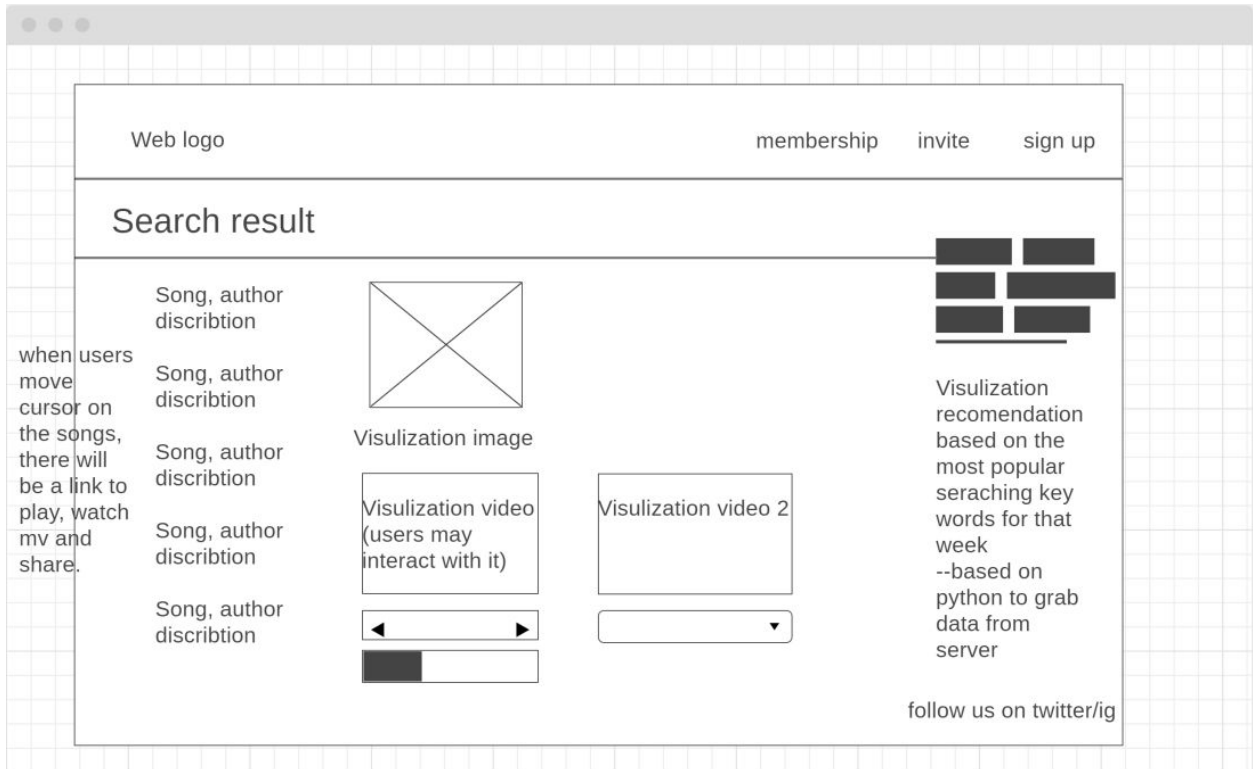 Web logo
membership
invite
sign up
Search result
when users
move
cursor on
the songs,
there will
be a link to
play, watch
mv and
share.
Song, author
discribtion
Song, author
discribtion
Song, author
discribtion
Song, author
discribtion
Song, author
discribtion
Visulization image
Visulization video
(users may
interact with it)
Visulization video 2
Visulization
recomendation
based on the
most popular
seraching key
words for that
week
--based on
python to grab
data from
server
follow us on twitter/ig